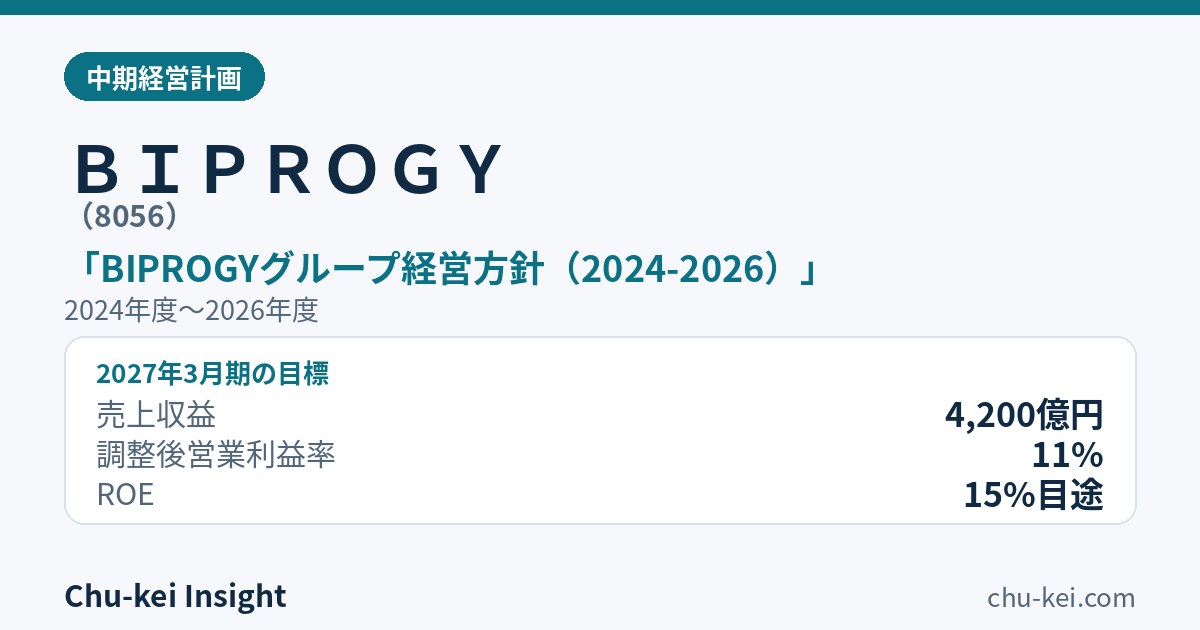 中期経営計画
ＢＩＰＲＯＧＹ
（8056）
「BIPROGYグループ経営方針（2024-2026）」
2024年度〜2026年度
2027年3月期の目標
売上収益 4,200億円
調整後営業利益率 11%
ROE 15%目途
Chu-kei Insight chu-kei.com